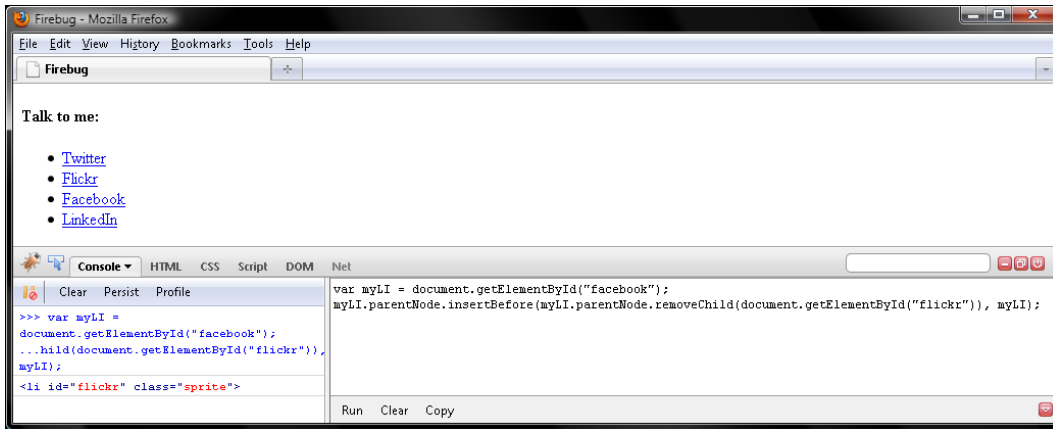 Firebug - Mozilla Firefox
File Edit View History Bookmarks Tools Help
Firebug
Talk to me:
Twitter
Flickr
Facebook
LinkedIn
Console HTML CSS Script DOM Net
Clear Persist Profile
>>> var myLI =
document.getElementById("facebook");
...hild(document.getElementById("flickr")),
myLI);
<li id="flickr" class="sprite">
var myLI = document.getElementById("facebook");
myLI.parentNode.insertBefore(myLI.parentNode.removeChild(document.getElementById("flickr")), myLI);
Run Clear Copy